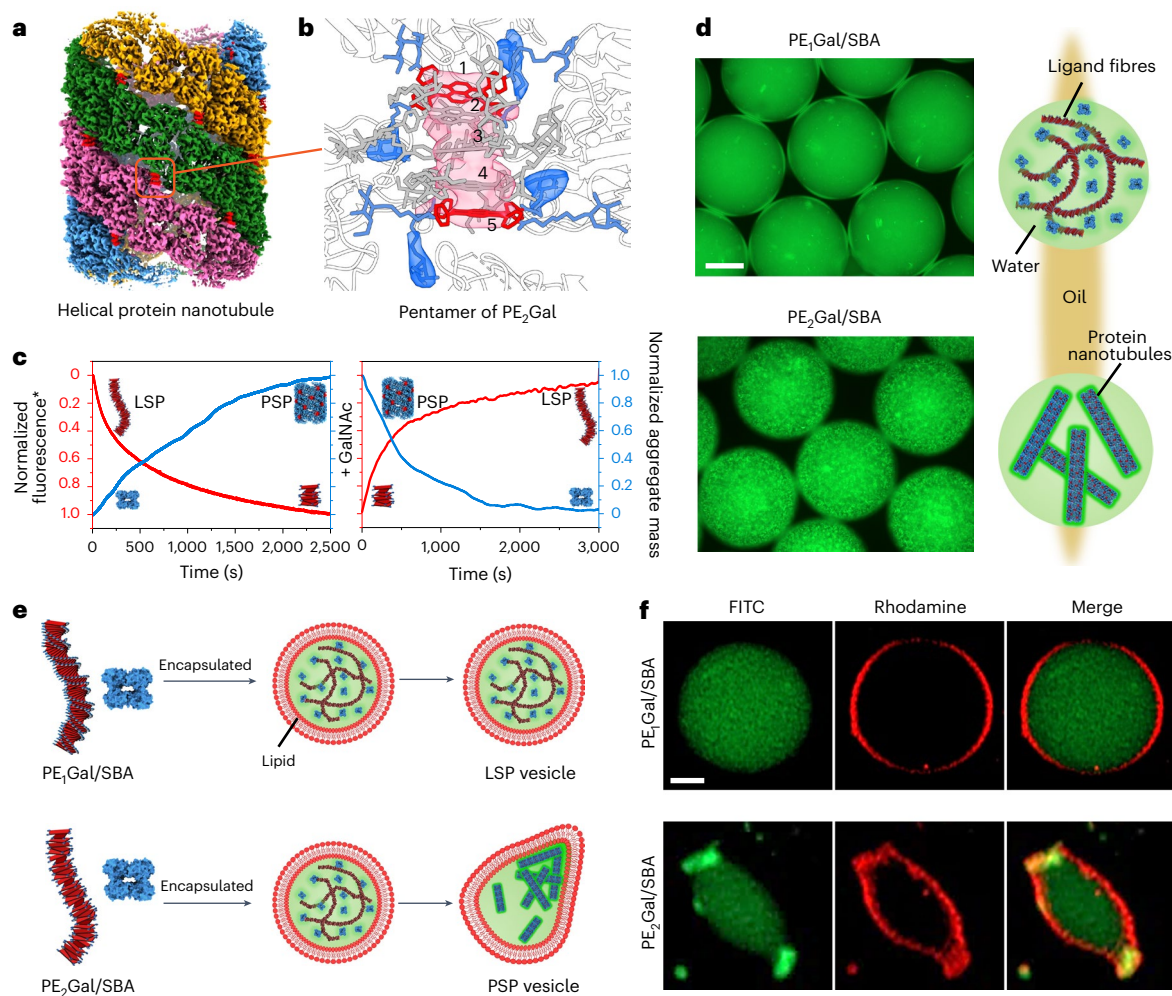 a
Helical protein nanotubule
b
1
2
3
4
5
Pentamer of PE₂Gal
c
Normalized
fluorescence*
0
0.2
0.4
0.6
0.8
1.0
LSP
PSP
0
500
1,000
1,500
2,000
2,500
Time (s)
+ GalNAc
PSP
LSP
1.0
0.8
0.6
0.4
0.2
0
Normalized aggregate mass
0
1,000
2,000
3,000
Time (s)
d
PE₁Gal/SBA
Ligand fibres
Water
Oil
PE₂Gal/SBA
Protein
nanotubules
e
PE₁Gal/SBA
Encapsulated
Lipid
LSP vesicle
PE₂Gal/SBA
Encapsulated
PSP vesicle
f
FITC
Rhodamine
Merge
PE₁Gal/SBA
PE₂Gal/SBA